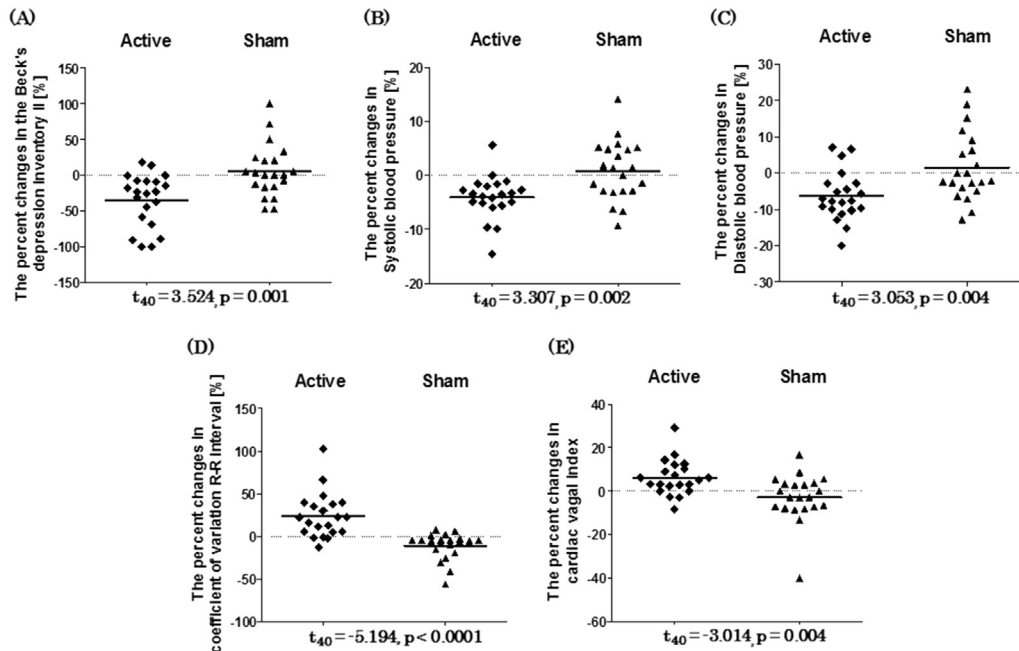 (A)
Active Sham
The percent changes in the Beck's
depression Inventory II [%]
150
100
50
0
-50
-100
-150
t40 = 3.524, p = 0.001
(B)
Active Sham
The percent changes In
Systolic blood pressure [%]
20
10
0
-10
-20
t40 = 3.307, p = 0.002
(C)
Active Sham
The percent changes In
Diastolic blood pressure [%]
30
20
10
0
-10
-20
-30
t40 = 3.053, p = 0.004
(D)
Active Sham
The percent changes In
coefficient of variation R-R Interval [%]
150
100
50
0
-50
-100
t40 = -5.194, p < 0.0001
(E)
Active Sham
The percent changes In
cardiac vagal Index
40
20
0
-20
-40
-60
t40 = -3.014, p = 0.004